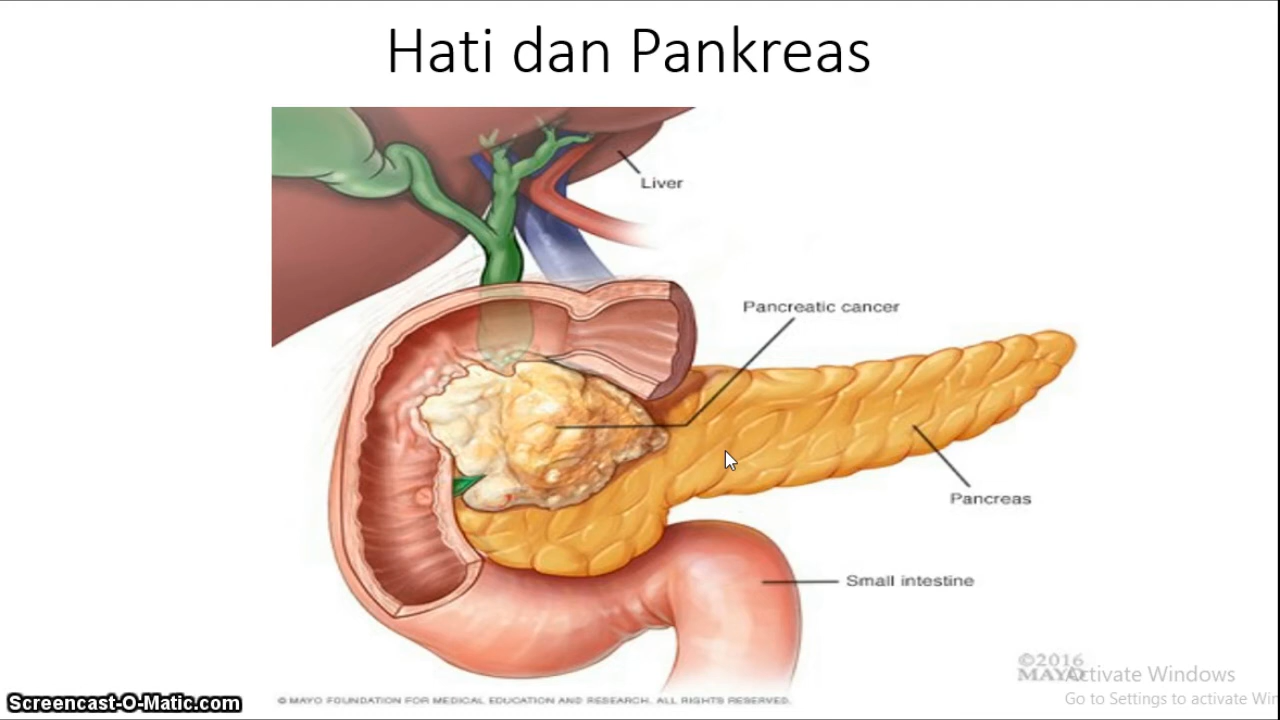 Hati dan Pankreas
Liver
Pancreatic cancer
Pancreas
Small intestine
©2016
MAYO
Activate Windows
Go to Settings to activate Win
© MAYO FOUNDATION FOR MEDICAL EDUCATION AND RESEARCH. ALL RIGHTS RESERVED.
Screencast-O-Matic.com